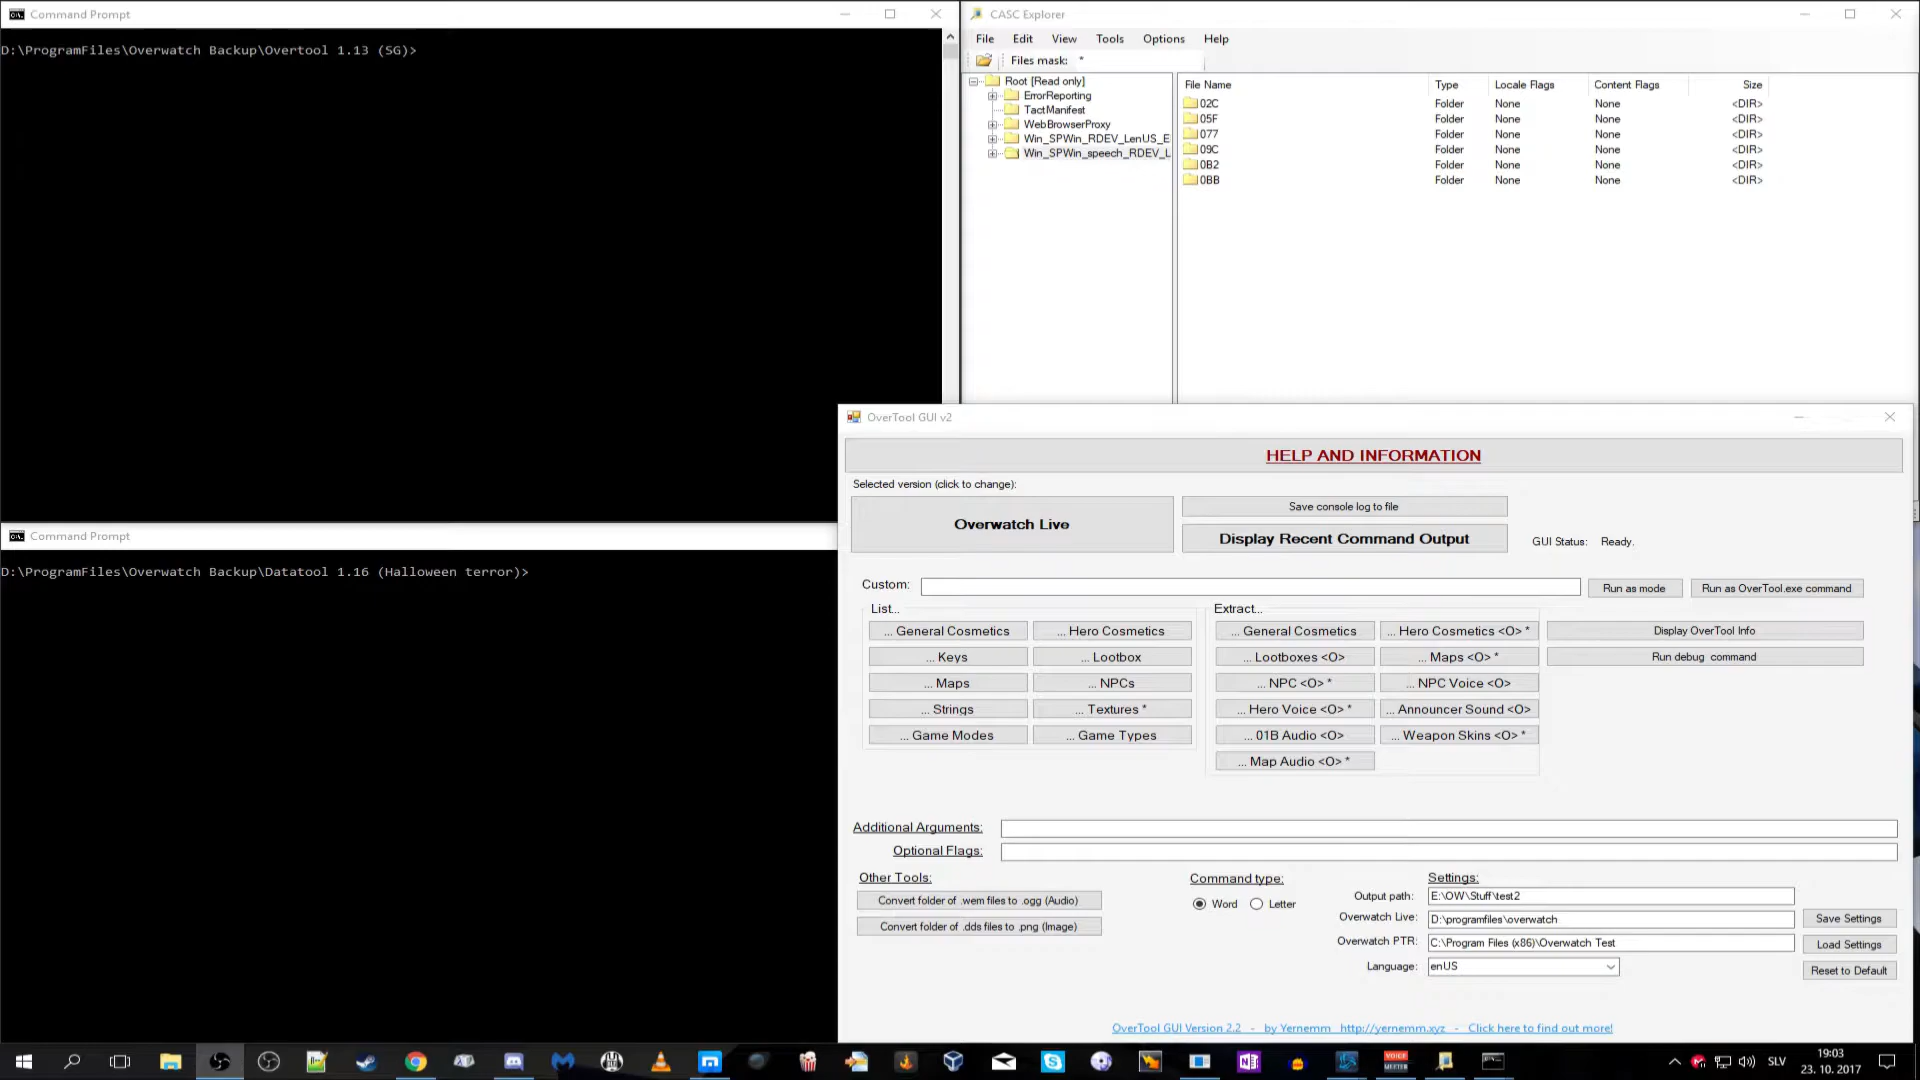 Command Prompt
D:\ProgramFiles\Overwatch Backup\Overtool 1.13 (SG)>
CASC Explorer
File Edit View Tools Options Help
Files mask: *
Root [Read only]
ErrorReporting
TactManifest
WebBrowserProxy
Win_SPWin_RDEV_LenUS_E
Win_SPWin_speech_RDEV_L
File Name Type Locale Flags Content Flags Size
02C Folder None None <DIR>
05F Folder None None <DIR>
077 Folder None None <DIR>
09C Folder None None <DIR>
0B2 Folder None None <DIR>
0BB Folder None None <DIR>
Command Prompt
D:\ProgramFiles\Overwatch Backup\Datatool 1.16 (Halloween terror)>
OverTool GUI v2
HELP AND INFORMATION
Selected version (click to change):
Overwatch Live
Save console log to file
Display Recent Command Output
GUI Status: Ready.
Custom: Run as mode Run as OverTool.exe command
List... Extract...
... General Cosmetics ... Hero Cosmetics ... General Cosmetics ... Hero Cosmetics <O> * Display OverTool Info
... Keys ... Lootbox ... Lootboxes <O> ... Maps <O> * Run debug command
... Maps ... NPCs ... NPC <O> * ... NPC Voice <O>
... Strings ... Textures * ... Hero Voice <O> * ... Announcer Sound <O>
... Game Modes ... Game Types ... 01B Audio <O> ... Weapon Skins <O> *
... Map Audio <O> *
Additional Arguments:
Optional Flags:
Other Tools:
Convert folder of .wem files to .ogg (Audio)
Convert folder of .dds files to .png (Image)
Command type:
Word Letter
Settings:
Output path: E:\OW\Stuff\test2
Overwatch Live: D:\programfiles\overwatch
Overwatch PTR: C:\Program Files (x86)\Overwatch Test
Language: enUS
Save Settings
Load Settings
Reset to Default
OverTool GUI Version 2.2 - by Yernemm http://yernemm.xyz - Click here to find out more!
VOICE
MEETER
SLV
19:03
23. 10. 2017